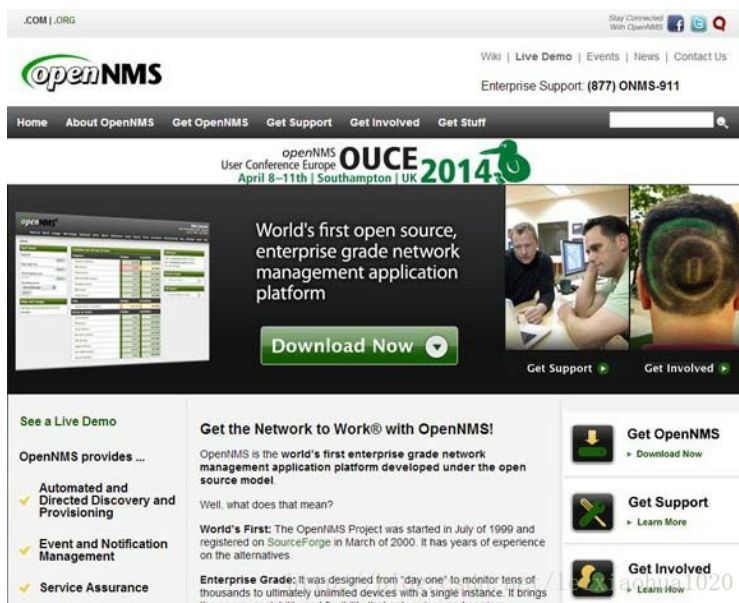 .COM | .ORG
Stay Connected
With OpenNMS
openNMS
Wiki | Live Demo | Events | News | Contact Us
Enterprise Support: (877) ONMS-911
Home About OpenNMS Get OpenNMS Get Support Get Involved Get Stuff
openNMS
User Conference Europe
OUCE 2014
April 8–11th | Southampton | UK
World's first open source,
enterprise grade network
management application
platform
Download Now
Get Support
Get Involved
See a Live Demo
OpenNMS provides ...
Automated and
Directed Discovery and
Provisioning
Event and Notification
Management
Service Assurance
Get the Network to Work® with OpenNMS!
OpenNMS is the world's first enterprise grade network
management application platform developed under the open
source model.
Well, what does that mean?
World's First: The OpenNMS Project was started in July of 1999 and
registered on SourceForge in March of 2000. It has years of experience
on the alternatives.
Enterprise Grade: It was designed from "day one" to monitor tens of
thousands to ultimately unlimited devices with a single instance. It brings
Get OpenNMS
Download Now
Get Support
Learn More
Get Involved
Learn How